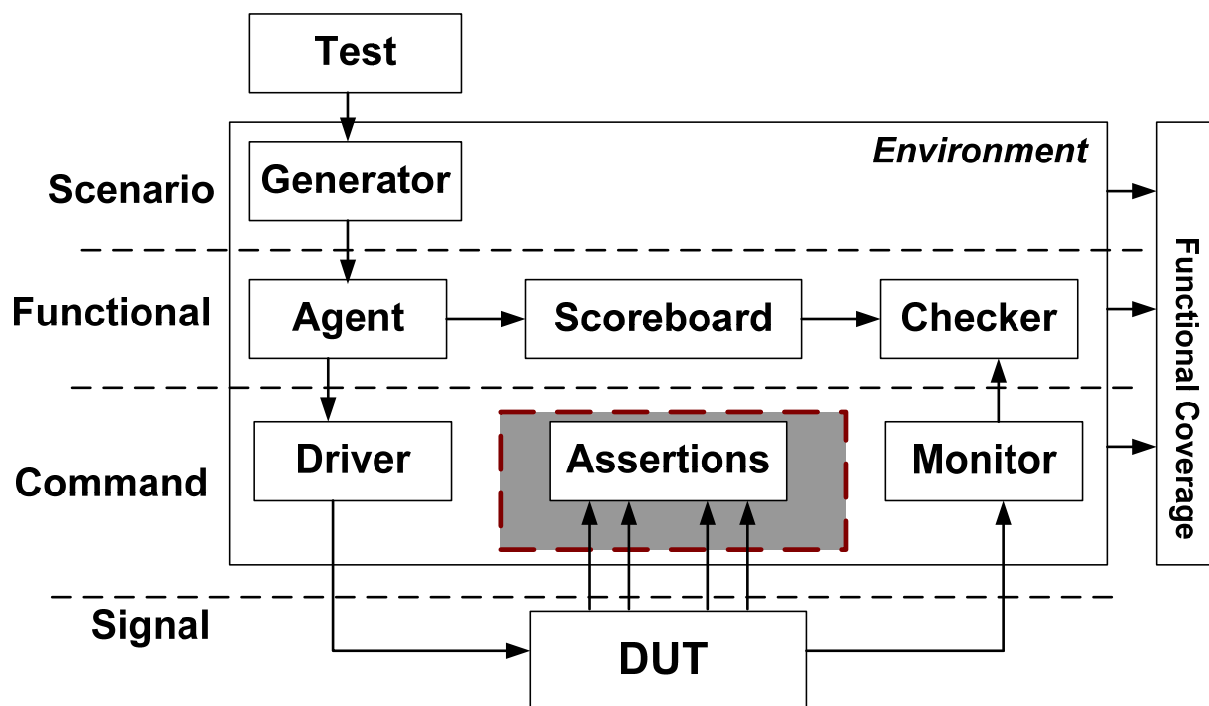 Test
Environment
Scenario
Generator
Functional
Agent
Scoreboard
Checker
Functional Coverage
Command
Driver
Assertions
Monitor
Signal
DUT